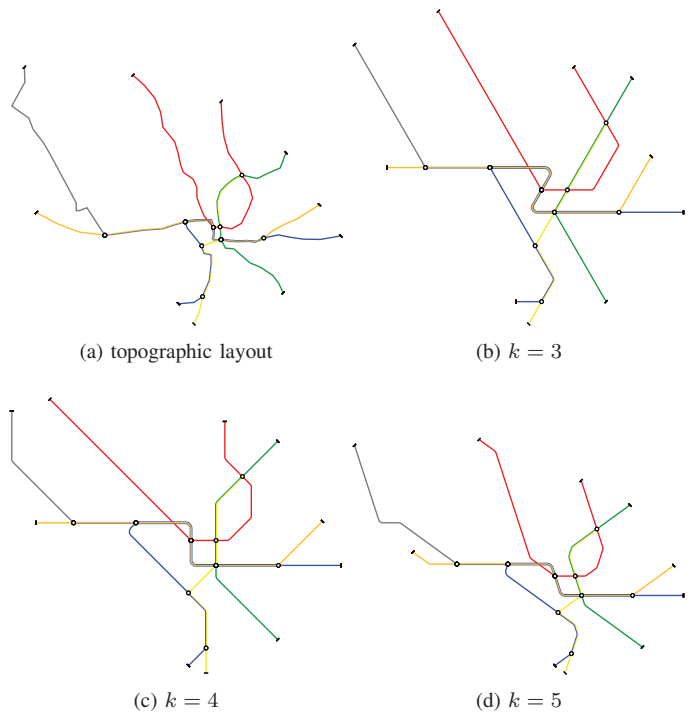 (a) topographic layout
(b) k = 3
(c) k = 4
(d) k = 5